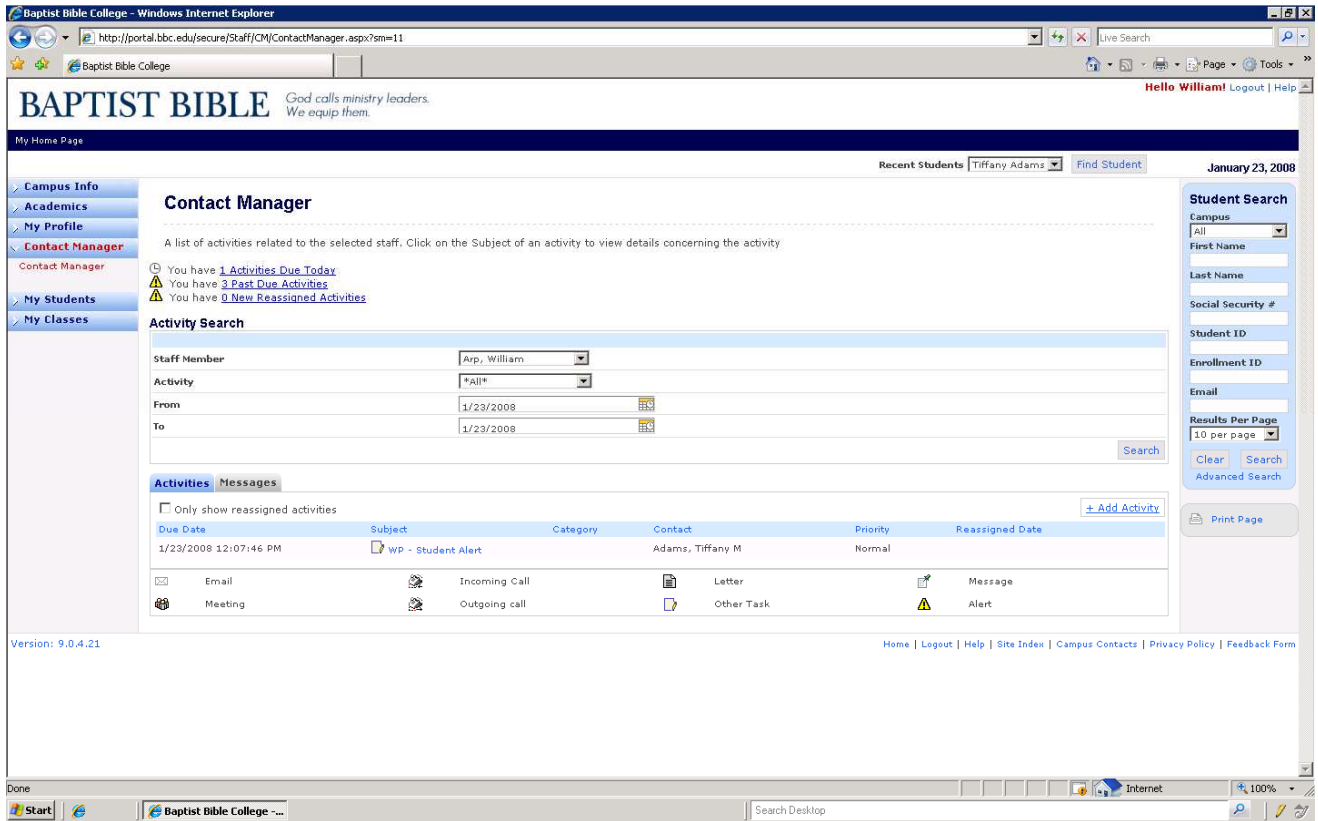 Baptist Bible College - Windows Internet Explorer
http://portal.bbc.edu/secure/Staff/CM/ContactManager.aspx?sm=11
Live Search
Baptist Bible College
Page Tools
BAPTIST BIBLE God calls ministry leaders.
We equip them.
Hello William! Logout | Help
My Home Page
Recent Students Tiffany Adams Find Student
January 23, 2008
Campus Info
Academics
My Profile
Contact Manager
Contact Manager
My Students
My Classes
Contact Manager
A list of activities related to the selected staff. Click on the Subject of an activity to view details concerning the activity
You have 1 Activities Due Today
You have 3 Past Due Activities
You have 0 New Reassigned Activities
Activity Search
Staff Member Arp, William
Activity *All*
From 1/23/2008
To 1/23/2008
Search
Activities Messages
Only show reassigned activities
+ Add Activity
Due Date Subject Category Contact Priority Reassigned Date
1/23/2008 12:07:46 PM WP - Student Alert Adams, Tiffany M Normal
Email Incoming Call Letter Message
Meeting Outgoing call Other Task Alert
Student Search
Campus
All
First Name
Last Name
Social Security #
Student ID
Enrollment ID
Email
Results Per Page
10 per page
Clear Search
Advanced Search
Print Page
Version: 9.0.4.21
Home | Logout | Help | Site Index | Campus Contacts | Privacy Policy | Feedback Form
Done
Internet
100%
Start
Baptist Bible College -...
Search Desktop